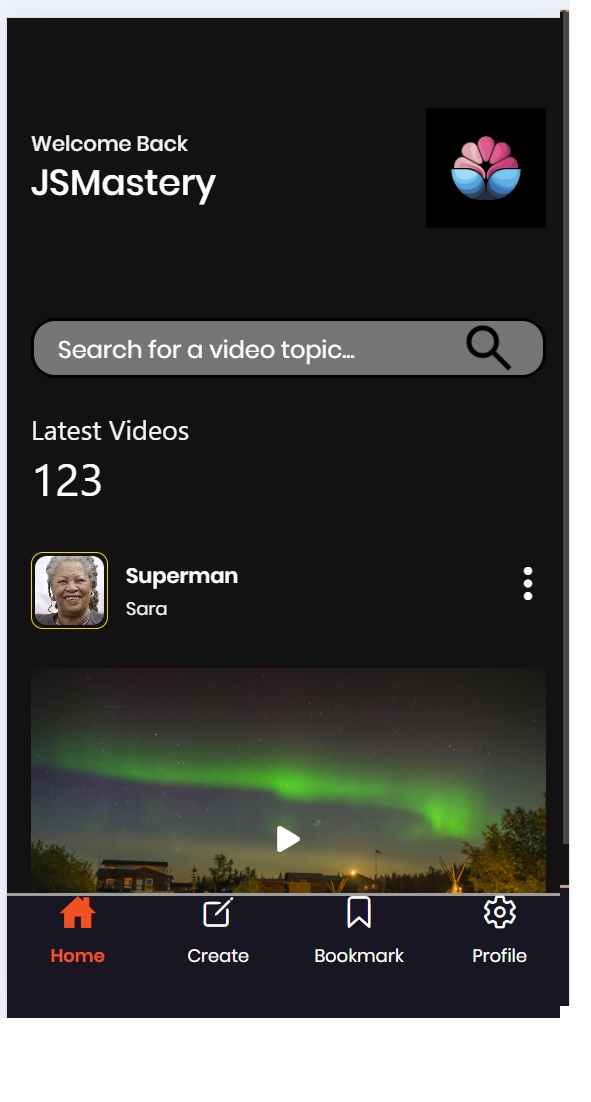 Welcome Back
JSMastery
Search for a video topic...
Latest Videos
123
Superman
Sara
Home
Create
Bookmark
Profile